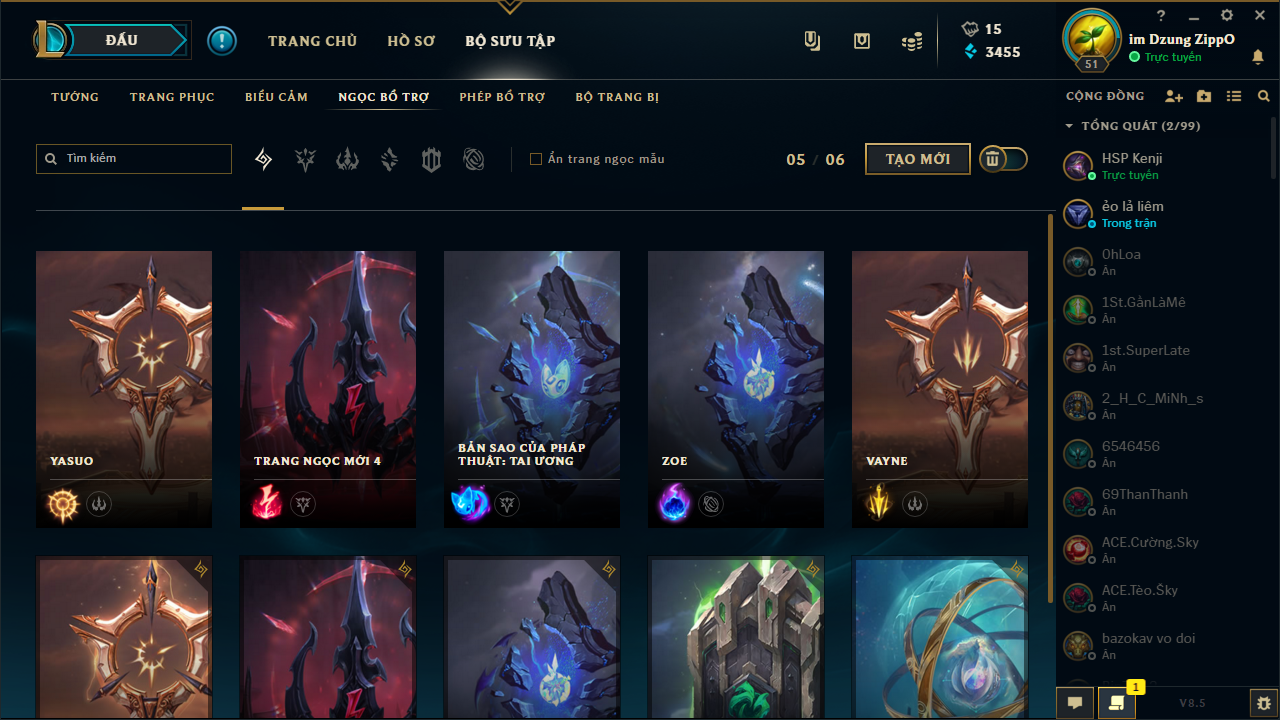 ĐẤU
TRANG CHỦ
HỒ SƠ
BỘ SƯU TẬP
15
3455
51
im Dzung ZippO
Trực tuyến
TƯỚNG
TRANG PHỤC
BIỂU CẢM
NGỌC BỔ TRỢ
PHÉP BỔ TRỢ
BỘ TRANG BỊ
Tìm kiếm
Ẩn trang ngọc mẫu
05 / 06
TẠO MỚI
YASUO
TRANG NGỌC MỚI 4
BẢN SAO CỦA PHÁP
THUẬT: TAI ƯƠNG
ZOE
VAYNE
CỘNG ĐỒNG
TỔNG QUÁT (2/99)
HSP Kenji
Trực tuyến
ẻo lả liêm
Trong trận
0hLoa
Ẩn
1St.GẳnLàMê
Ẩn
1st.SuperLate
Ẩn
2_H_C_MiNh_s
Ẩn
6546456
Ẩn
69ThanThanh
Ẩn
ACE.Cường.Sky
Ẩn
ACE.Tèo.Šky
Ẩn
bazokav vo doi
Ẩn
1
V8.5